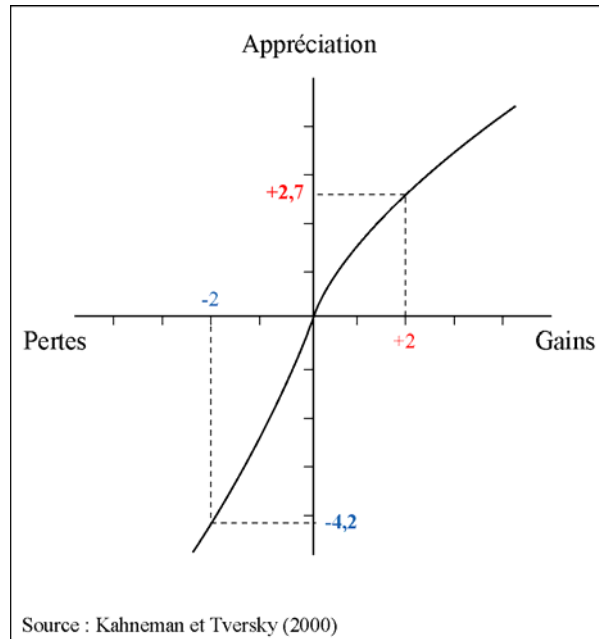 Appréciation
+2,7
-2
Pertes
+2
Gains
-4,2
Source : Kahneman et Tversky (2000)